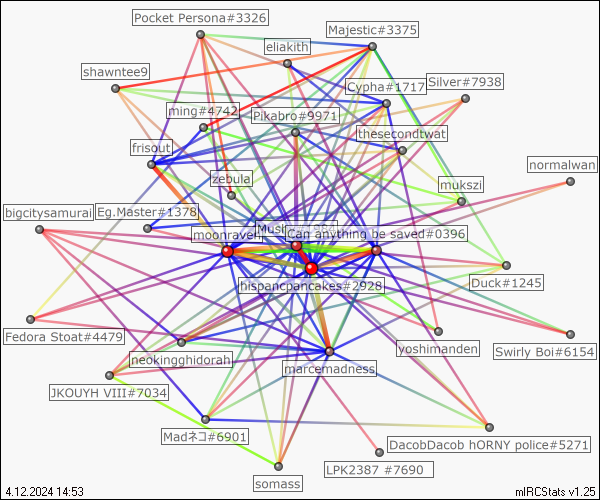 Pocket Persona#3326
Majestic#3375
eliakith
shawntee9
Cypha#1717
Silver#7938
ming#4742
Pikabro#9971
thesecondtwat
frisout
normalwan
zebula
mukszi
bigcitysamurai
Eg.Master#1378
moonraven
Can anything be saved#0396
hispancpancakes#2928
Duck#1245
Fedora Stoat#4479
neokingghidorah
marcemadness
yoshimanden
Swirly Boi#6154
JKOUYH VIII#7034
Madネコ#6901
DacobDacob hORNY police#5271
somass
LPK2387 #7690
4.12.2024 14:53
mIRCStats v1.25